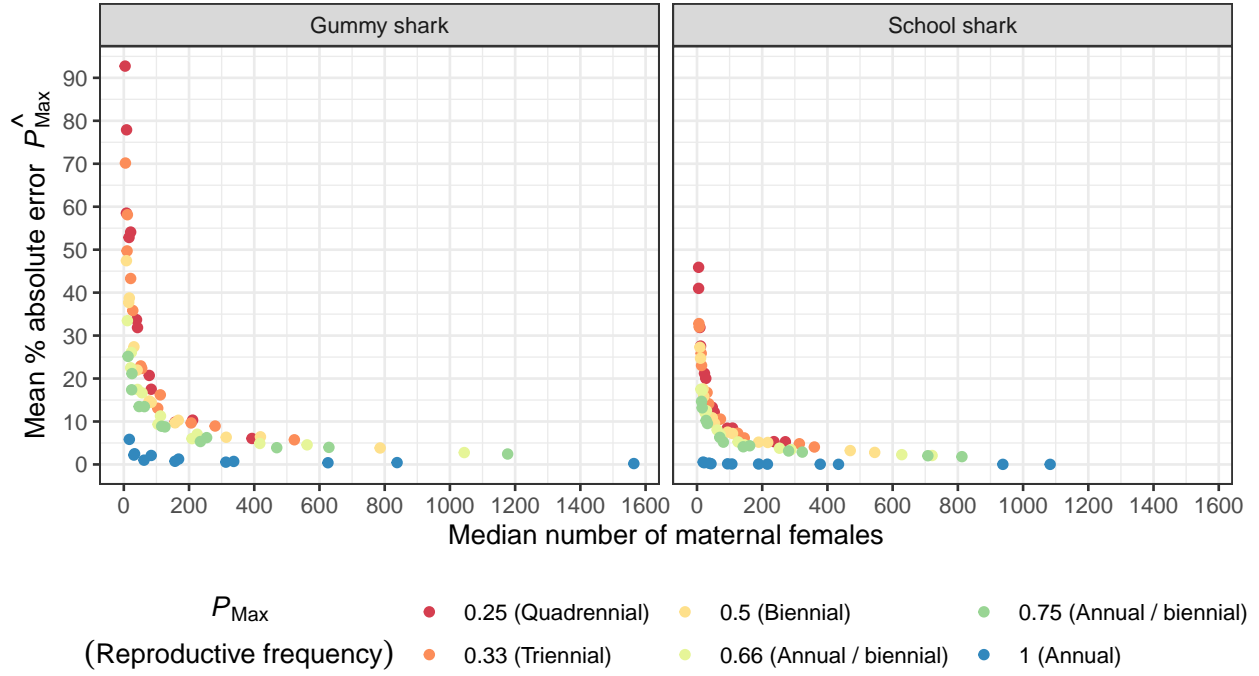 Gummy shark
School shark
Mean % absolute error P̂Max
90
80
70
60
50
40
30
20
10
0
0 200 400 600 800 1000 1200 1400 1600
0 200 400 600 800 1000 1200 1400 1600
Median number of maternal females
PMax
(Reproductive frequency)
0.25 (Quadrennial)
0.5 (Biennial)
0.75 (Annual / biennial)
0.33 (Triennial)
0.66 (Annual / biennial)
1 (Annual)